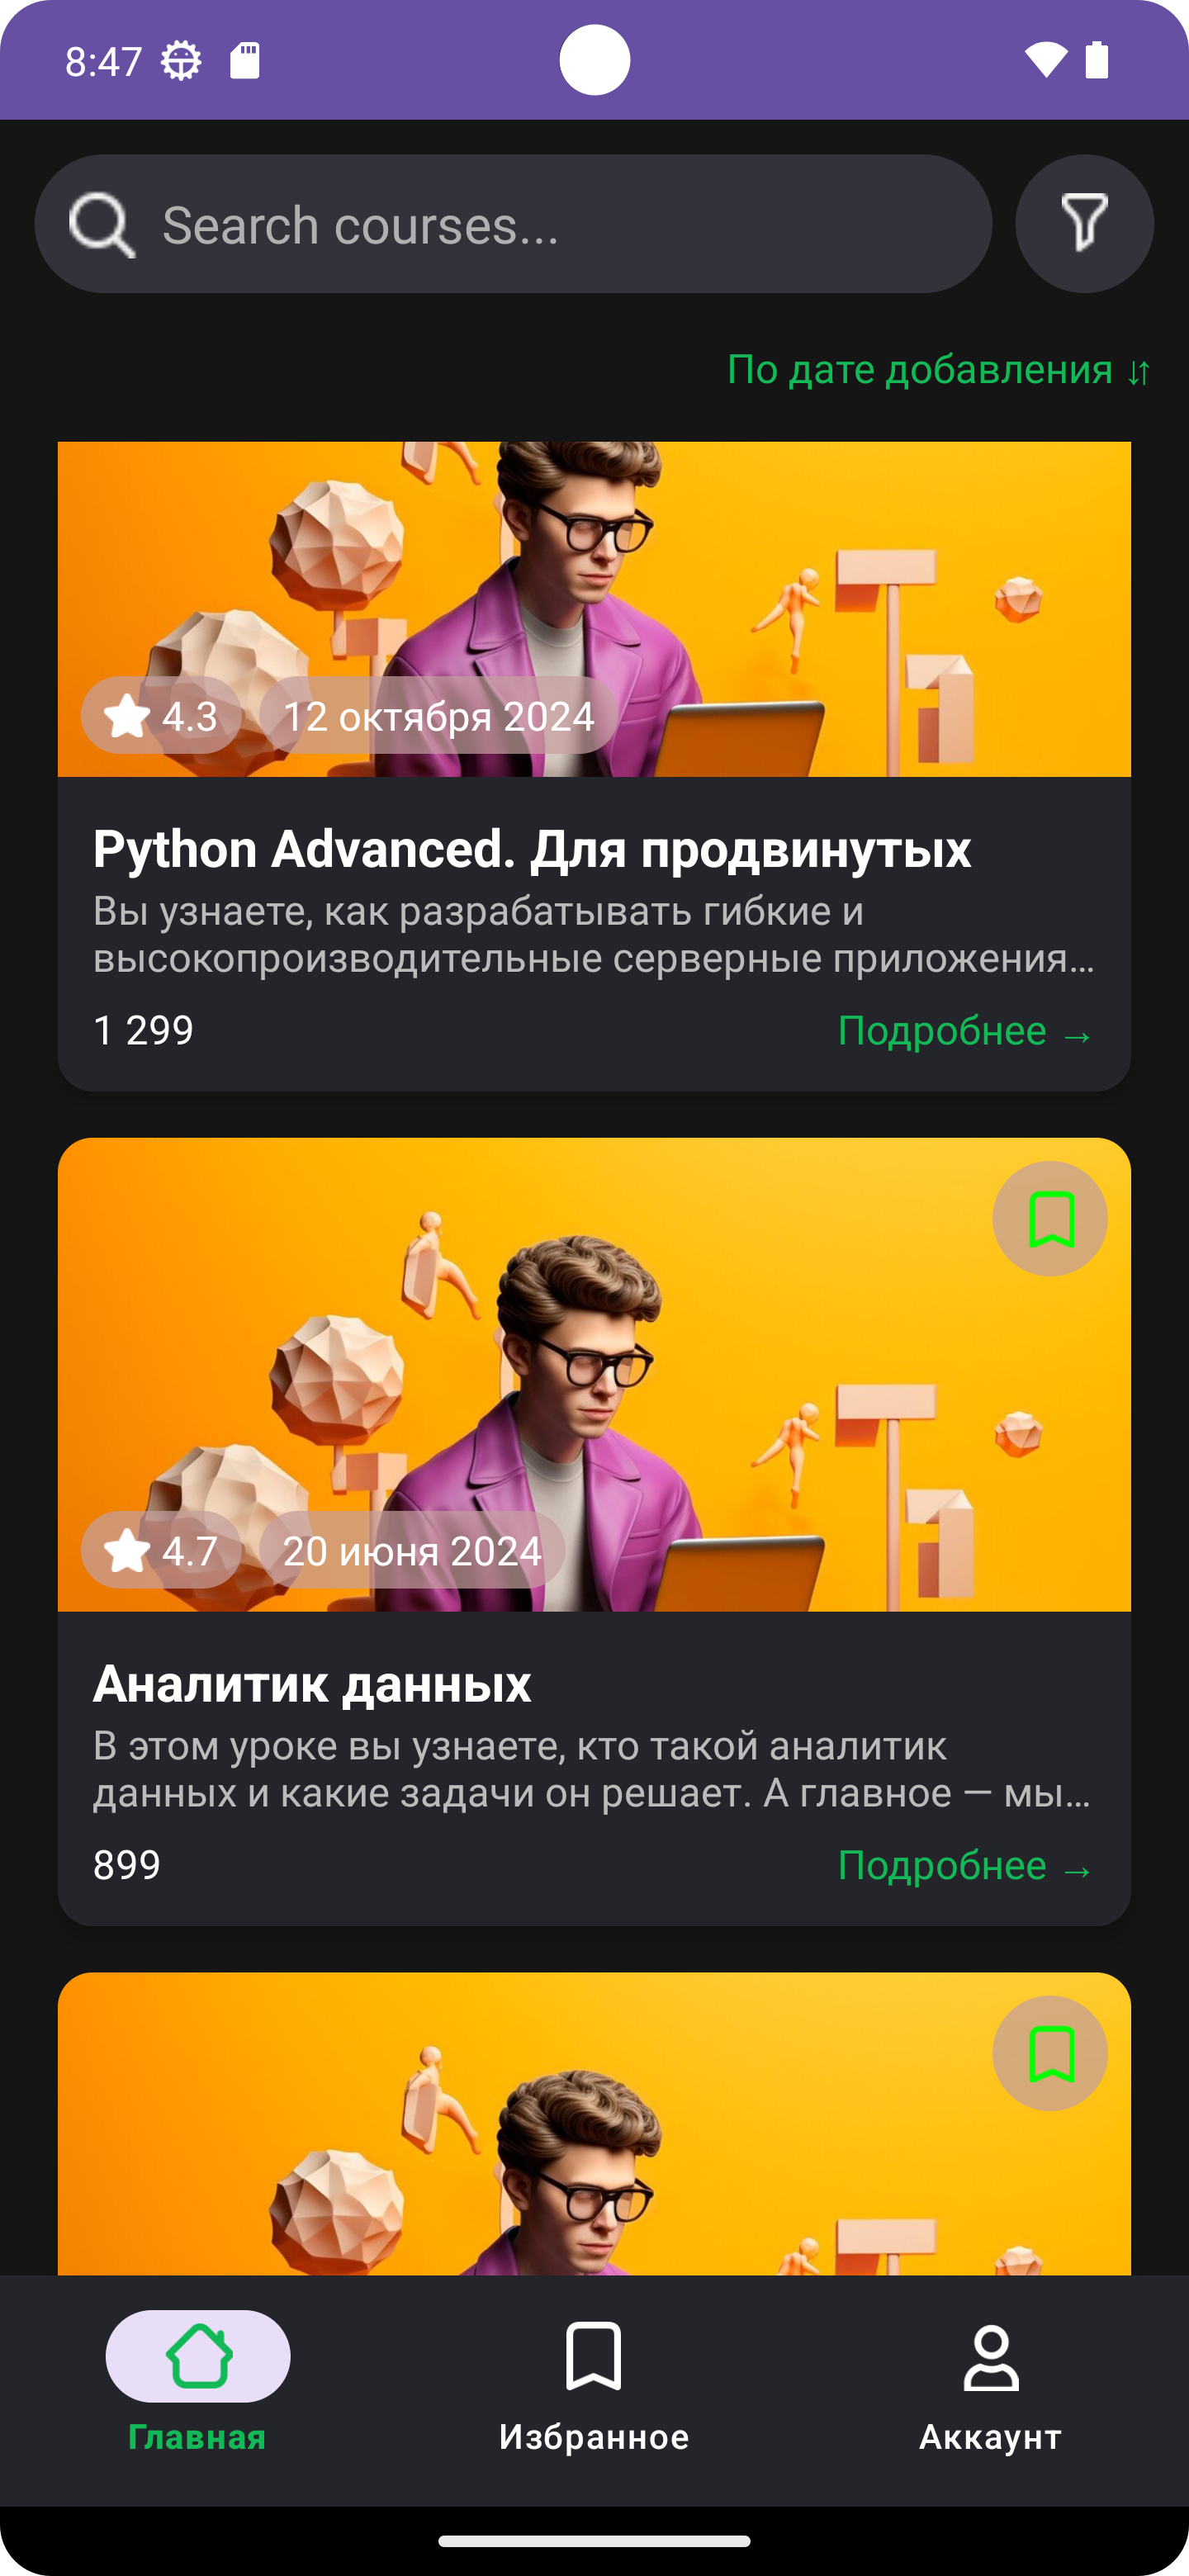 8:47
Search courses...
По дате добавления ↓↑
4.3
12 октября 2024
Python Advanced. Для продвинутых
Вы узнаете, как разрабатывать гибкие и
высокопроизводительные серверные приложения…
1 299
Подробнее →
4.7
20 июня 2024
Аналитик данных
В этом уроке вы узнаете, кто такой аналитик
данных и какие задачи он решает. А главное — мы…
899
Подробнее →
Главная
Избранное
Аккаунт